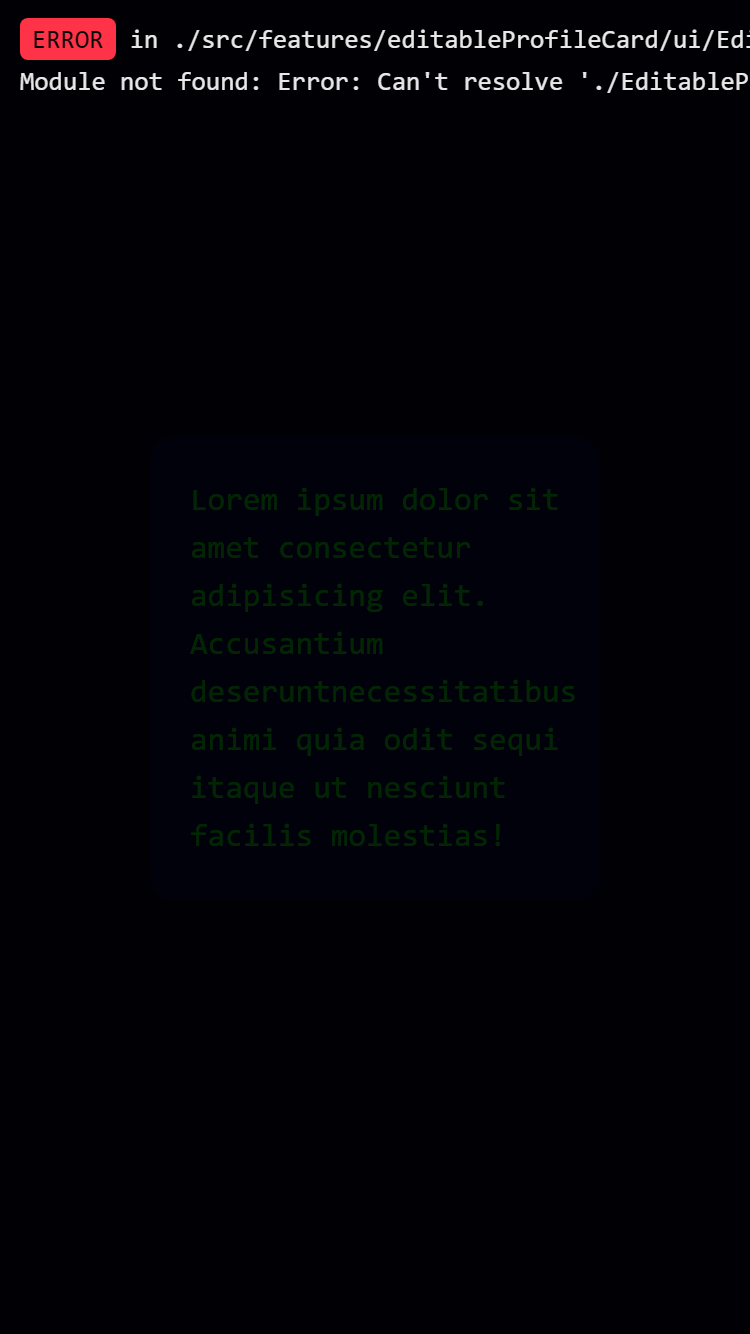 ERROR in ./src/features/editableProfileCard/ui/Edi
Module not found: Error: Can't resolve './EditableP
Lorem ipsum dolor sit
amet consectetur
adipisicing elit.
Accusantium
deseruntnecessitatibus
animi quia odit sequi
itaque ut nesciunt
facilis molestias!